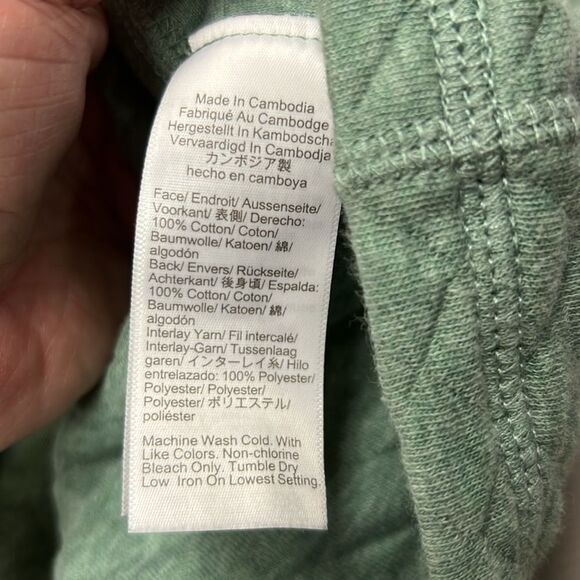 Made In Cambodia
Fabriqué Au Cambodge
Hergestellt In Kambodscha
Vervaardigd In Cambodja
カンボジア製
hecho en camboya
Face/ Endroit/ Aussenseite/
Voorkant/ 表側/ Derecho:
100% Cotton/ Coton/
Baumwolle/ Katoen/ 綿/
algodón
Back/ Envers/ Rückseite/
Achterkant/ 後身頃/ Espalda:
100% Cotton/ Coton/
Baumwolle/ Katoen/ 綿/
algodón
Interlay Yarn/ Fil intercalé/
Interlay-Garn/ Tussenlaag
garen/ インターレイ糸/ Hilo
entrelazado: 100% Polyester/
Polyester/ Polyester/
Polyester/ ポリエステル/
poliéster
Machine Wash Cold. With
Like Colors. Non-chlorine
Bleach Only. Tumble Dry
Low Iron On Lowest Setting.